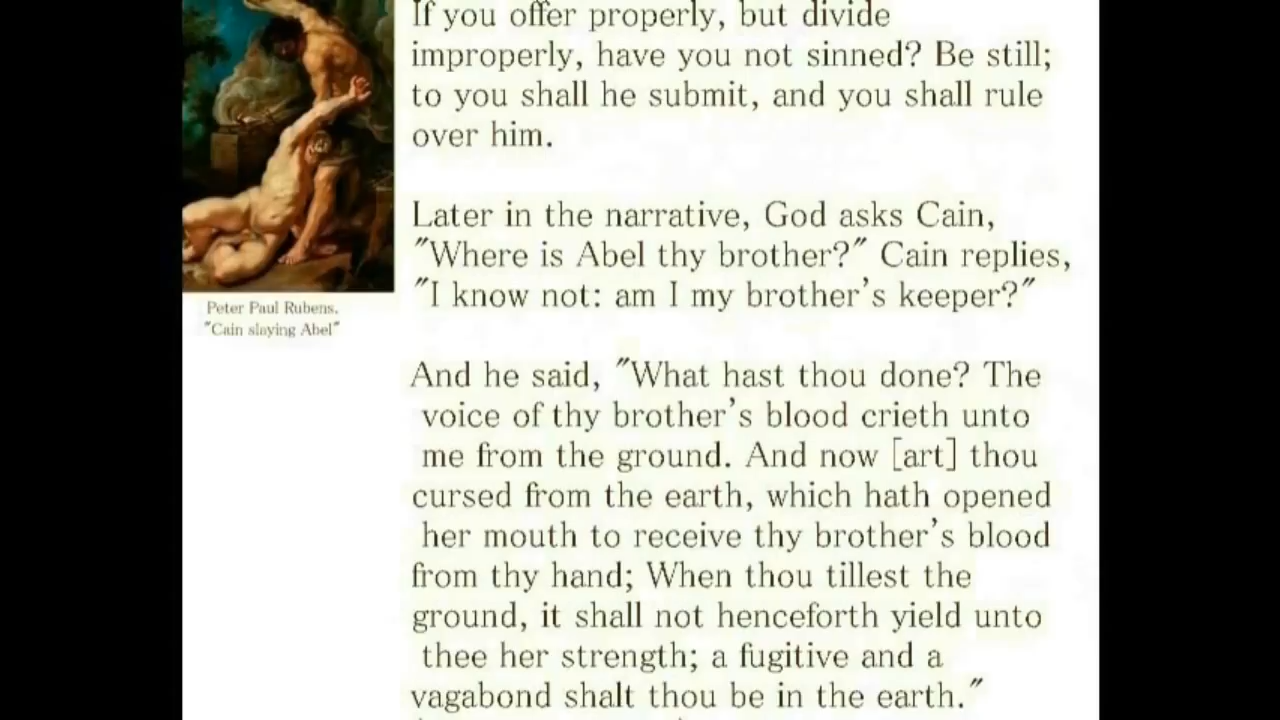 If you offer properly, but divide
improperly, have you not sinned? Be still;
to you shall he submit, and you shall rule
over him.
Later in the narrative, God asks Cain,
"Where is Abel thy brother?" Cain replies,
"I know not: am I my brother's keeper?"
Peter Paul Rubens.
"Cain slaying Abel"
And he said, "What hast thou done? The
voice of thy brother's blood crieth unto
me from the ground. And now [art] thou
cursed from the earth, which hath opened
her mouth to receive thy brother's blood
from thy hand; When thou tillest the
ground, it shall not henceforth yield unto
thee her strength; a fugitive and a
vagabond shalt thou be in the earth."